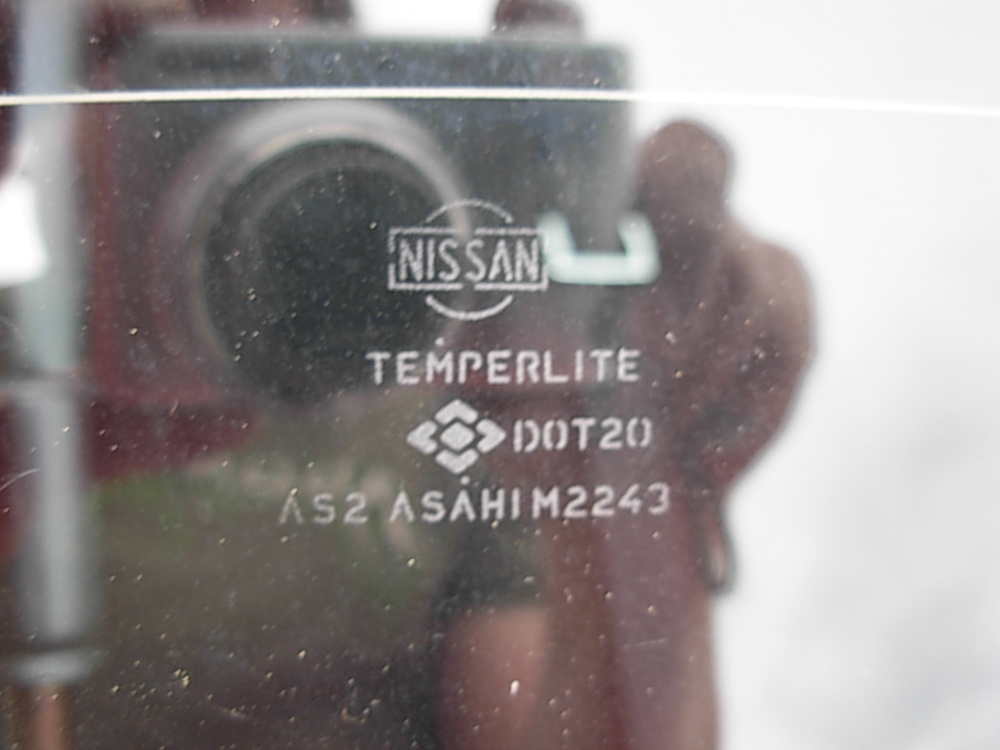 NISSAN
TEMPERLITE
DOT20
AS2 ASAHI M2243